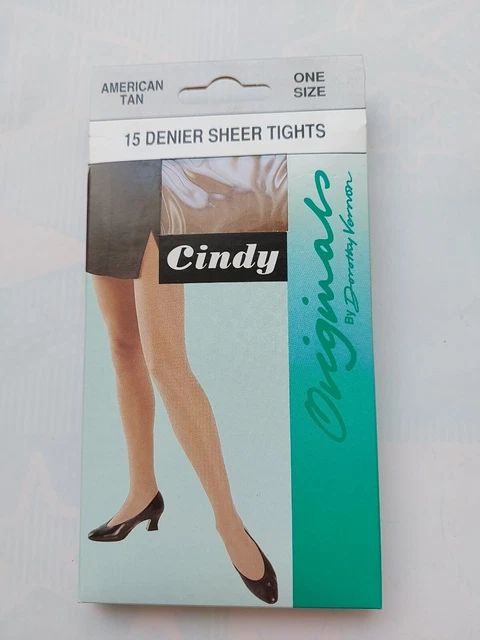 AMERICAN
TAN
ONE
SIZE
15 DENIER SHEER TIGHTS
Cindy
Originals
BY Dorothy Vernon